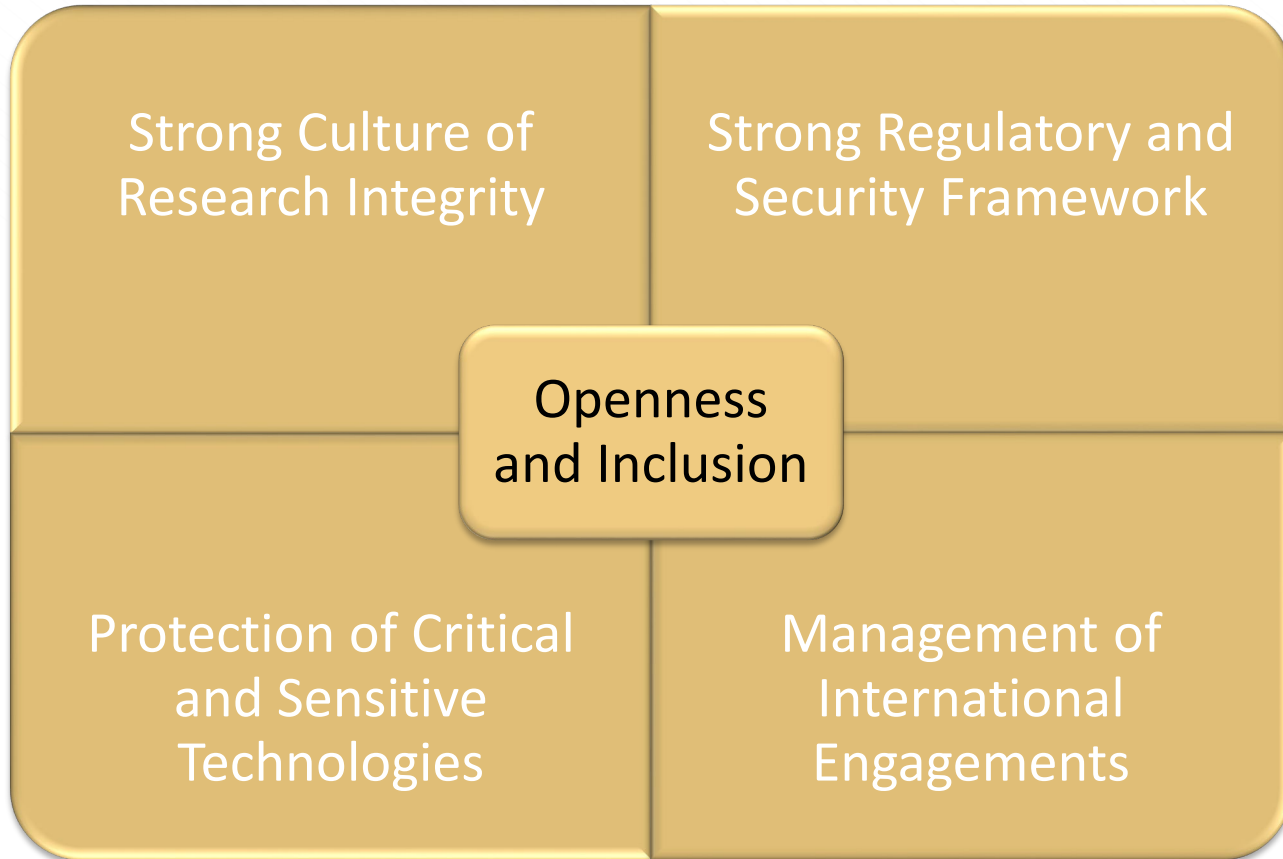 Strong Culture of
Research Integrity
Strong Regulatory and
Security Framework
Openness
and Inclusion
Protection of Critical
and Sensitive
Technologies
Management of
International
Engagements